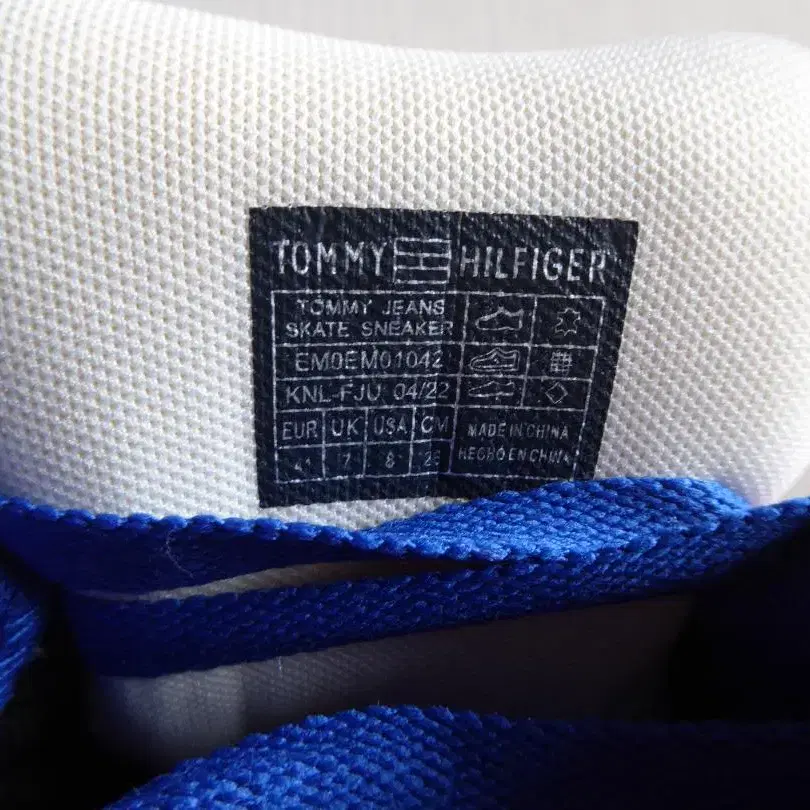 TOMMY HILFIGER
TOMMY JEANS
SKATE SNEAKER
EM0EM01042
KNL-FJU 04/22
EUR UK USA CM
41 7 8
MADE IN CHINA
HECHO EN CHINA